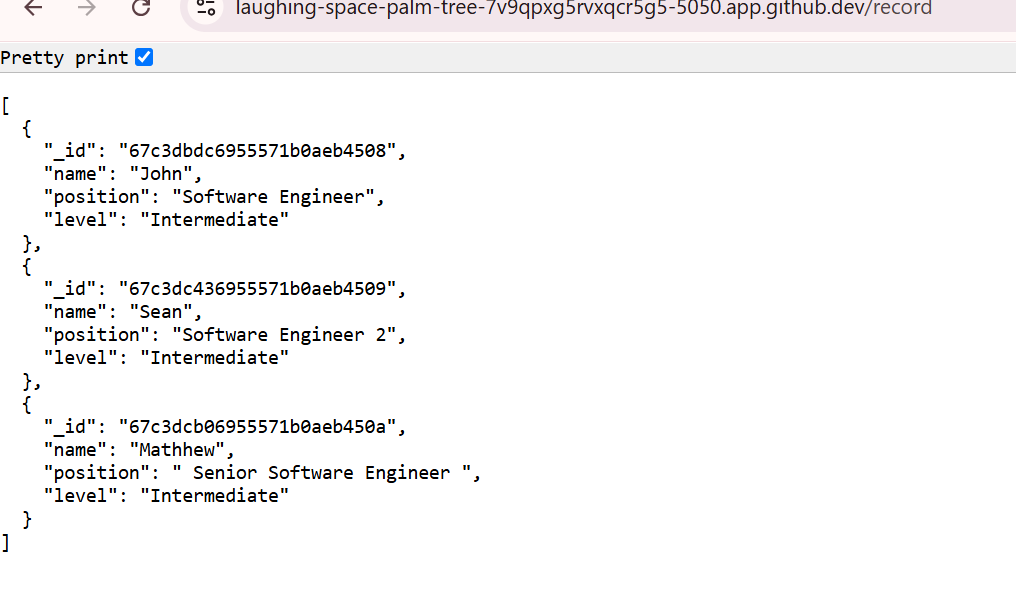 laughing-space-palm-tree-7v9qpxg5rvxqcr5g5-5050.app.github.dev/record
Pretty print
[
  {
    "_id": "67c3dbdc6955571b0aeb4508",
    "name": "John",
    "position": "Software Engineer",
    "level": "Intermediate"
  },
  {
    "_id": "67c3dc436955571b0aeb4509",
    "name": "Sean",
    "position": "Software Engineer 2",
    "level": "Intermediate"
  },
  {
    "_id": "67c3dcb06955571b0aeb450a",
    "name": "Mathhew",
    "position": " Senior Software Engineer ",
    "level": "Intermediate"
  }
]